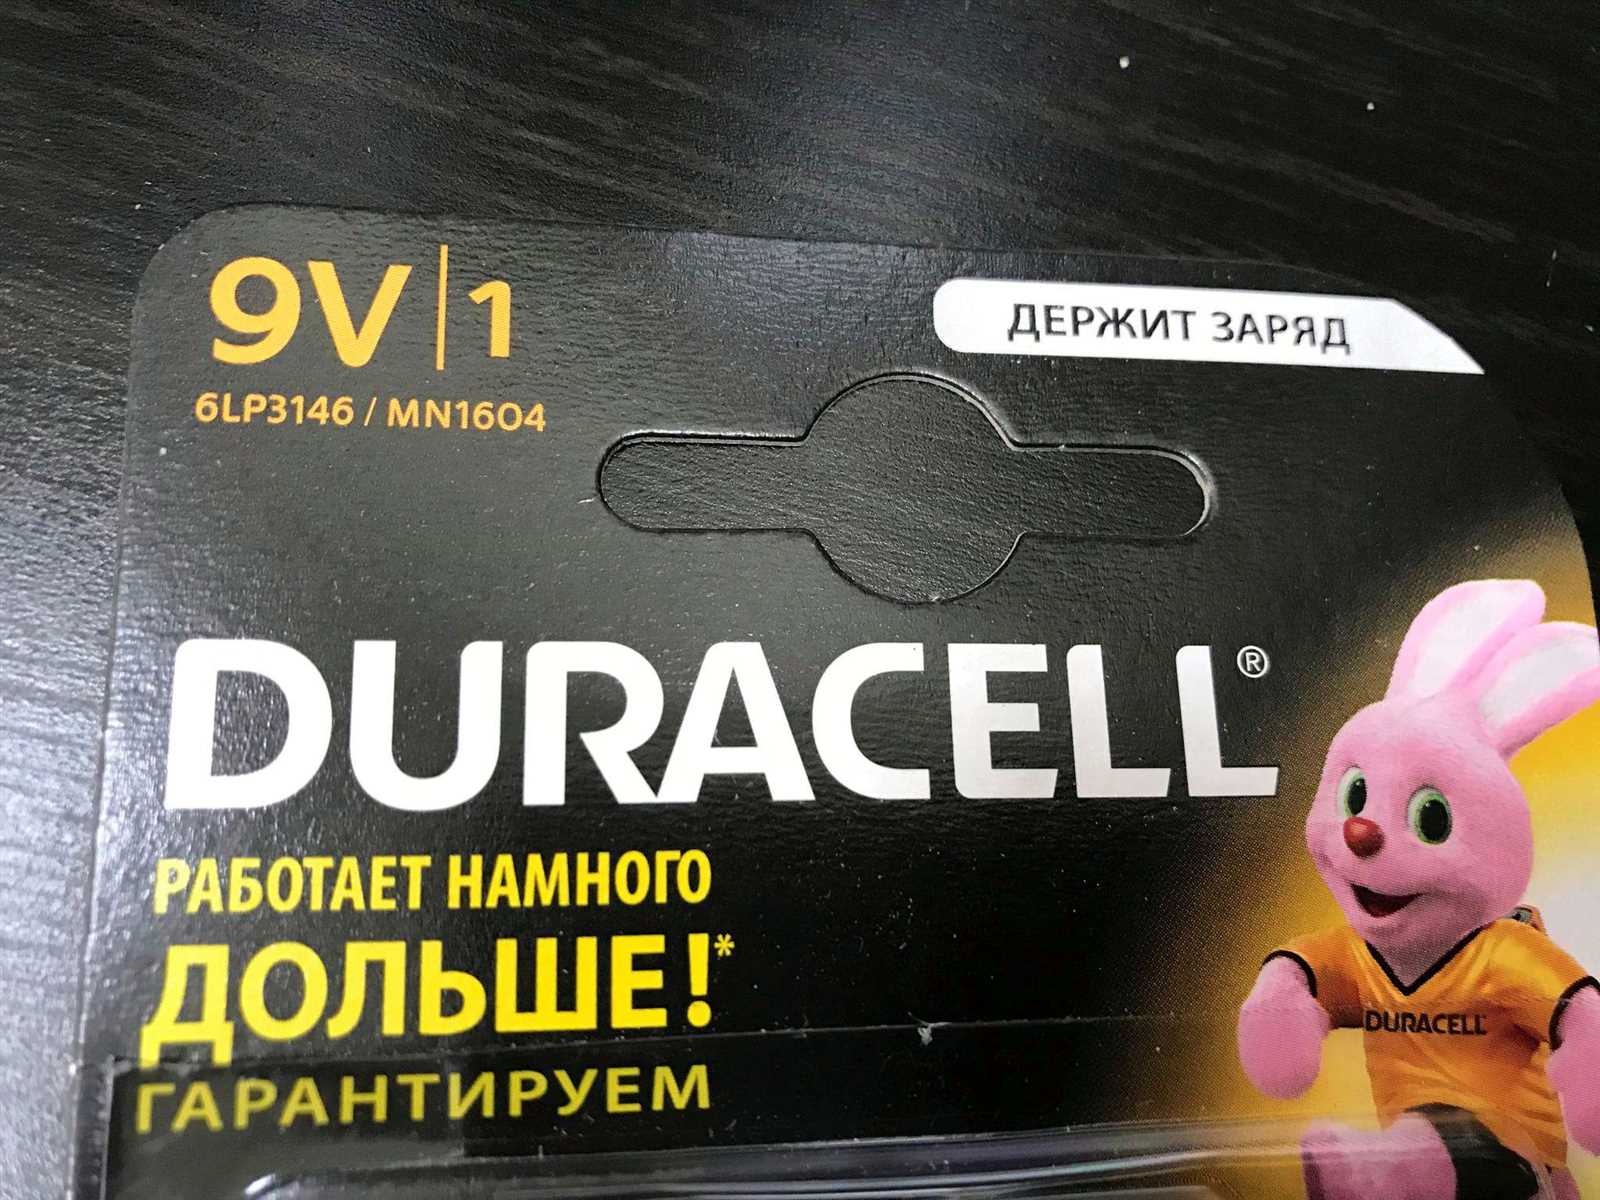 9V|1
6LP3146 / MN1604
ДЕРЖИТ ЗАРЯД
DURACELL®
РАБОТАЕТ НАМНОГО
ДОЛЬШЕ!*
ГАРАНТИРУЕМ
DURACELL